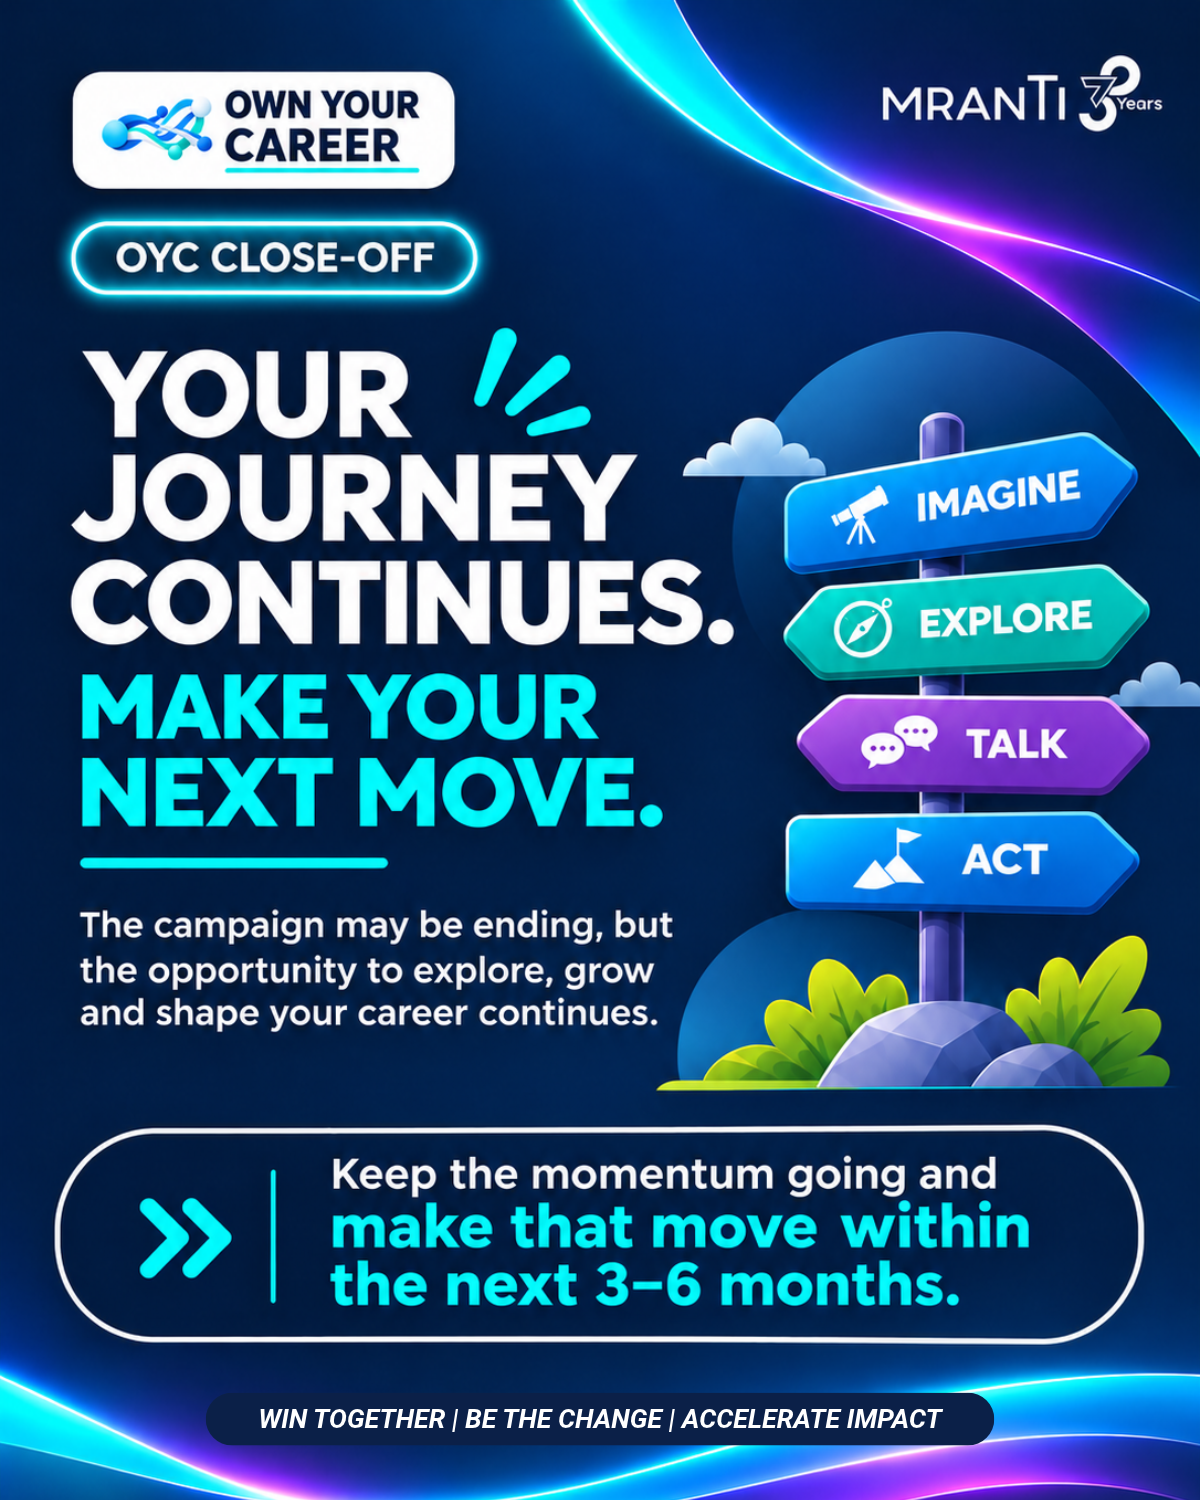 OWN YOUR
CAREER
MRANTI 30 Years
OYC CLOSE-OFF
YOUR
JOURNEY
CONTINUES.
MAKE YOUR
NEXT MOVE.
IMAGINE
EXPLORE
TALK
ACT
The campaign may be ending, but
the opportunity to explore, grow
and shape your career continues.
Keep the momentum going and
make that move within
the next 3–6 months.
WIN TOGETHER | BE THE CHANGE | ACCELERATE IMPACT